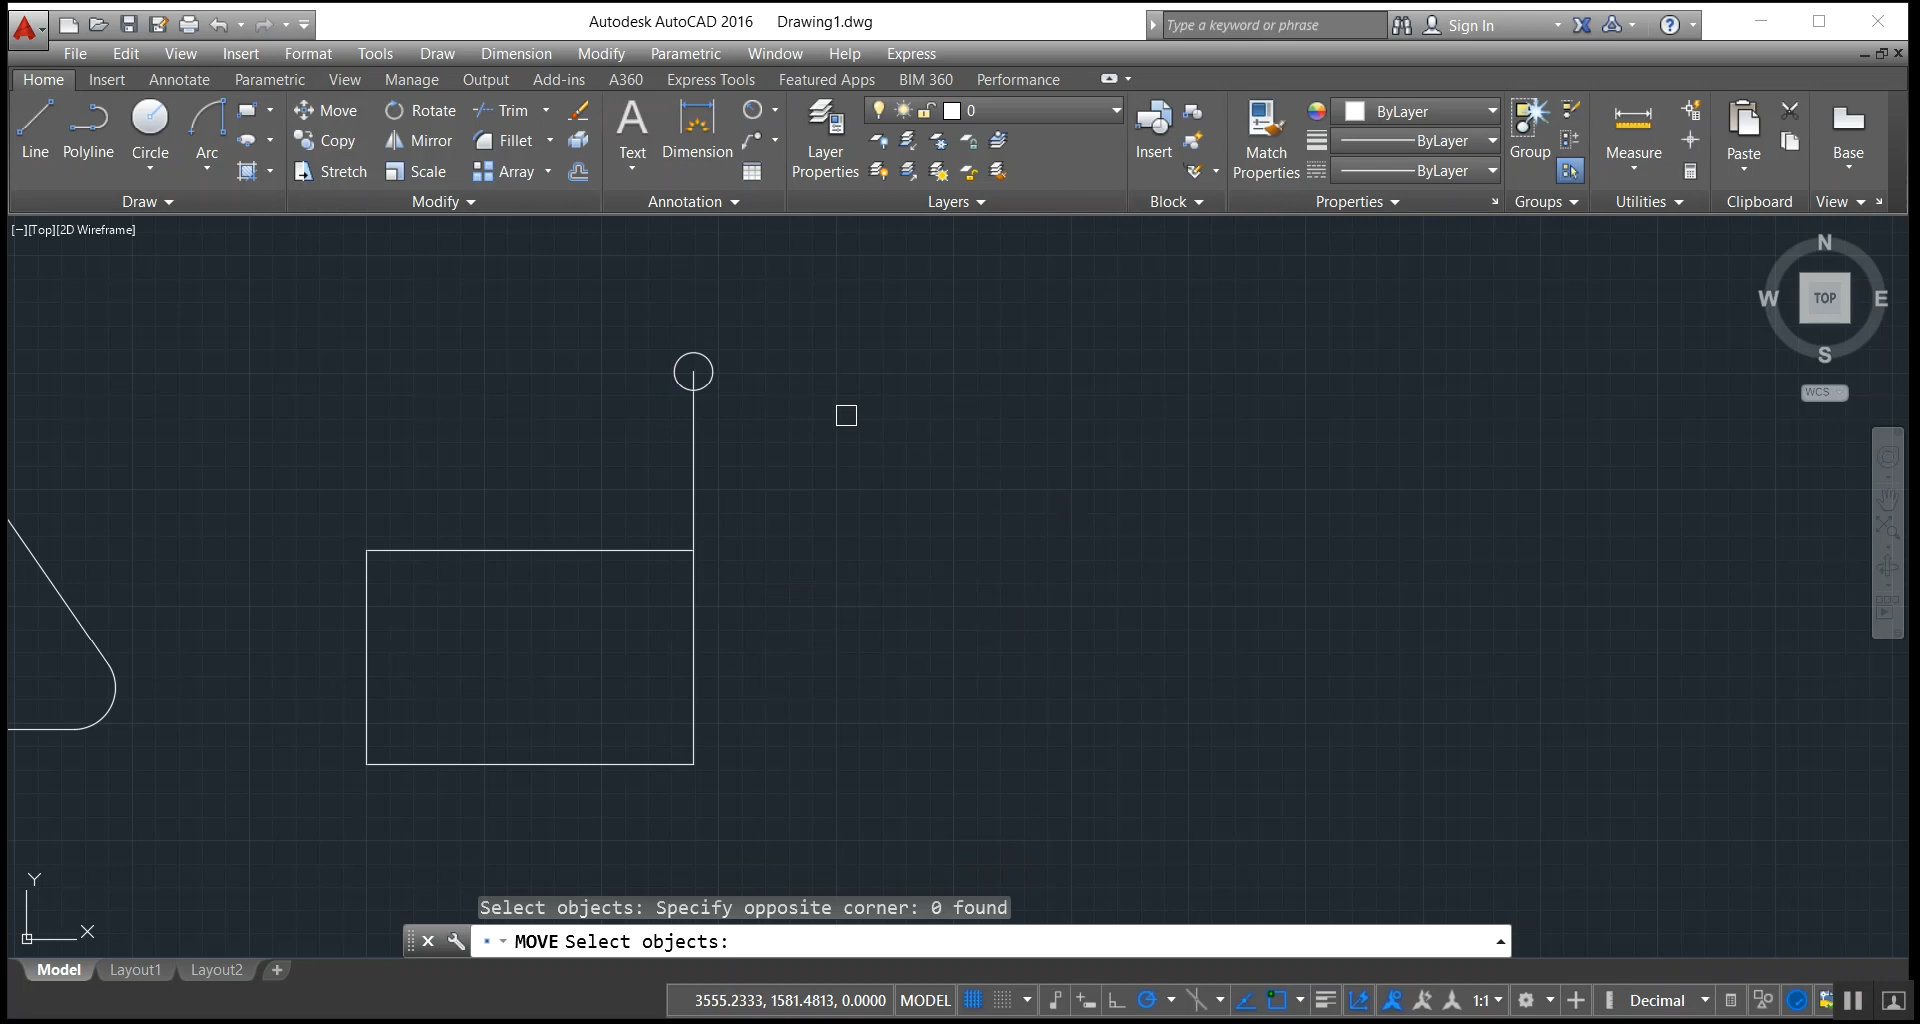 Autodesk AutoCAD 2016 Drawing1.dwg
Type a keyword or phrase
Sign In
File Edit View Insert Format Tools Draw Dimension Modify Parametric Window Help Express
Home Insert Annotate Parametric View Manage Output Add-ins A360 Express Tools Featured Apps BIM 360 Performance
Line Polyline Circle Arc
Move Rotate Trim
Copy Mirror Fillet
Stretch Scale Array
Text Dimension
Layer
Properties
0
Insert
Match
Properties
ByLayer
ByLayer
ByLayer
Group
Measure
Paste
Base
Draw Modify Annotation Layers Block Properties Groups Utilities Clipboard View
[−][Top][2D Wireframe]
N
W TOP E
S
WCS
Y
X
Select objects: Specify opposite corner: 0 found
MOVE Select objects:
Model Layout1 Layout2 +
3555.2333, 1581.4813, 0.0000 MODEL 1:1 Decimal